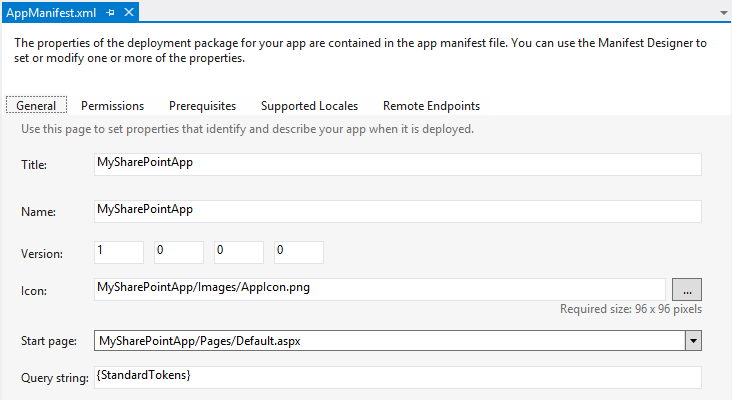 AppManifest.xml
The properties of the deployment package for your app are contained in the app manifest file. You can use the Manifest Designer to
set or modify one or more of the properties.
General Permissions Prerequisites Supported Locales Remote Endpoints
Use this page to set properties that identify and describe your app when it is deployed.
Title: MySharePointApp
Name: MySharePointApp
Version: 1 0 0 0
Icon: MySharePointApp/Images/AppIcon.png ...
Required size: 96 x 96 pixels
Start page: MySharePointApp/Pages/Default.aspx
Query string: {StandardTokens}